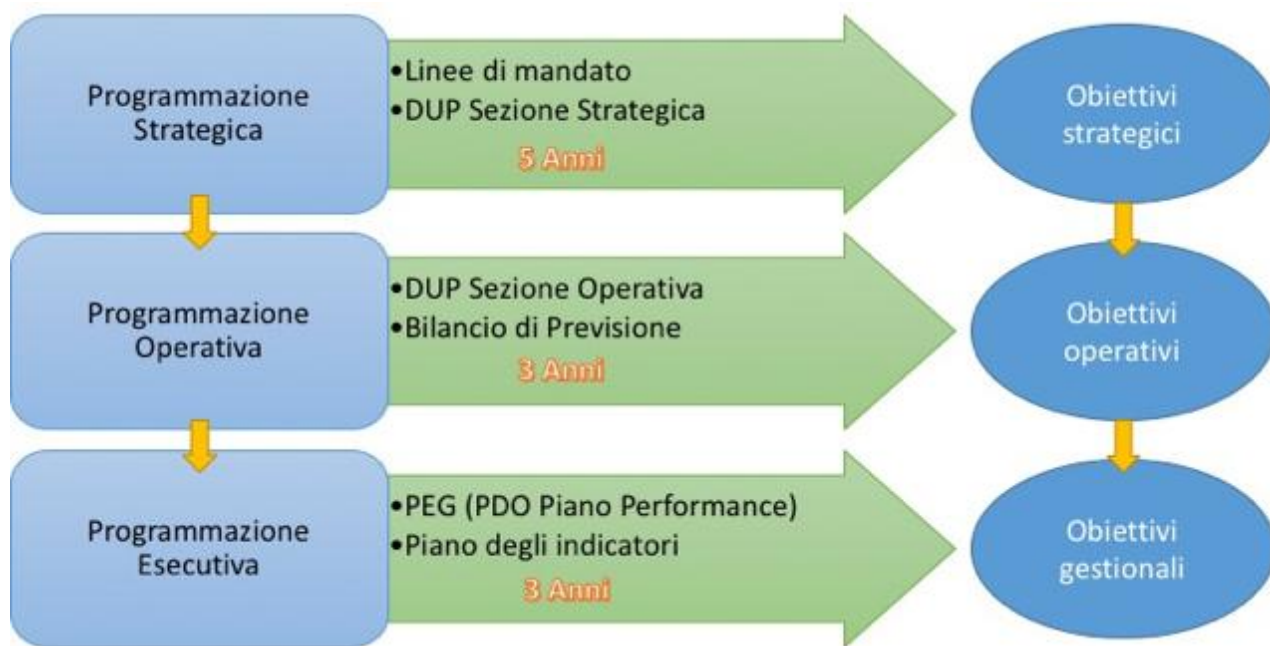 Programmazione
Strategica
•Linee di mandato
•DUP Sezione Strategica
5 Anni
Obiettivi
strategici
Programmazione
Operativa
•DUP Sezione Operativa
•Bilancio di Previsione
3 Anni
Obiettivi
operativi
Programmazione
Esecutiva
•PEG (PDO Piano Performance)
•Piano degli indicatori
3 Anni
Obiettivi
gestionali